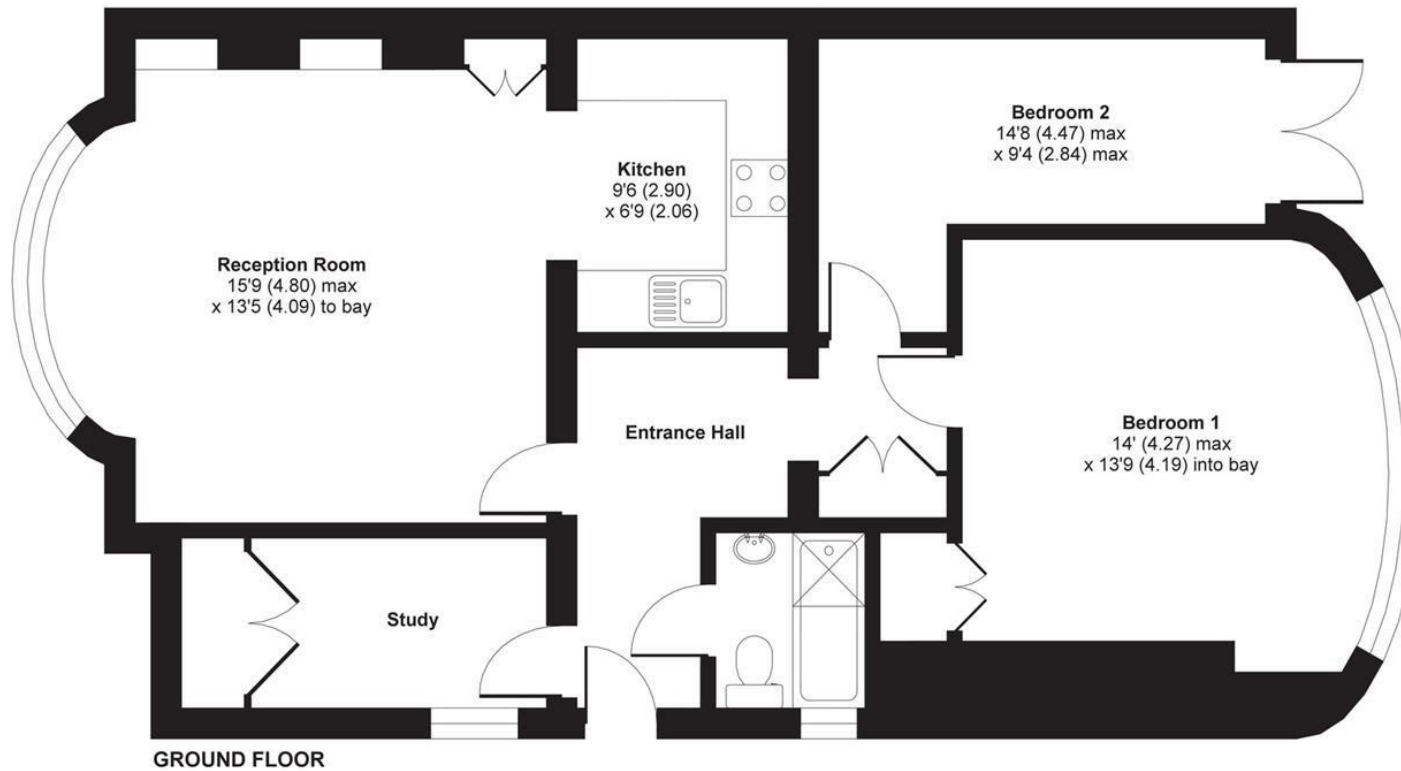 Bedroom 2
14'8 (4.47) max
x 9'4 (2.84) max
Kitchen
9'6 (2.90)
x 6'9 (2.06)
Reception Room
15'9 (4.80) max
x 13'5 (4.09) to bay
Entrance Hall
Bedroom 1
14' (4.27) max
x 13'9 (4.19) into bay
Study
GROUND FLOOR